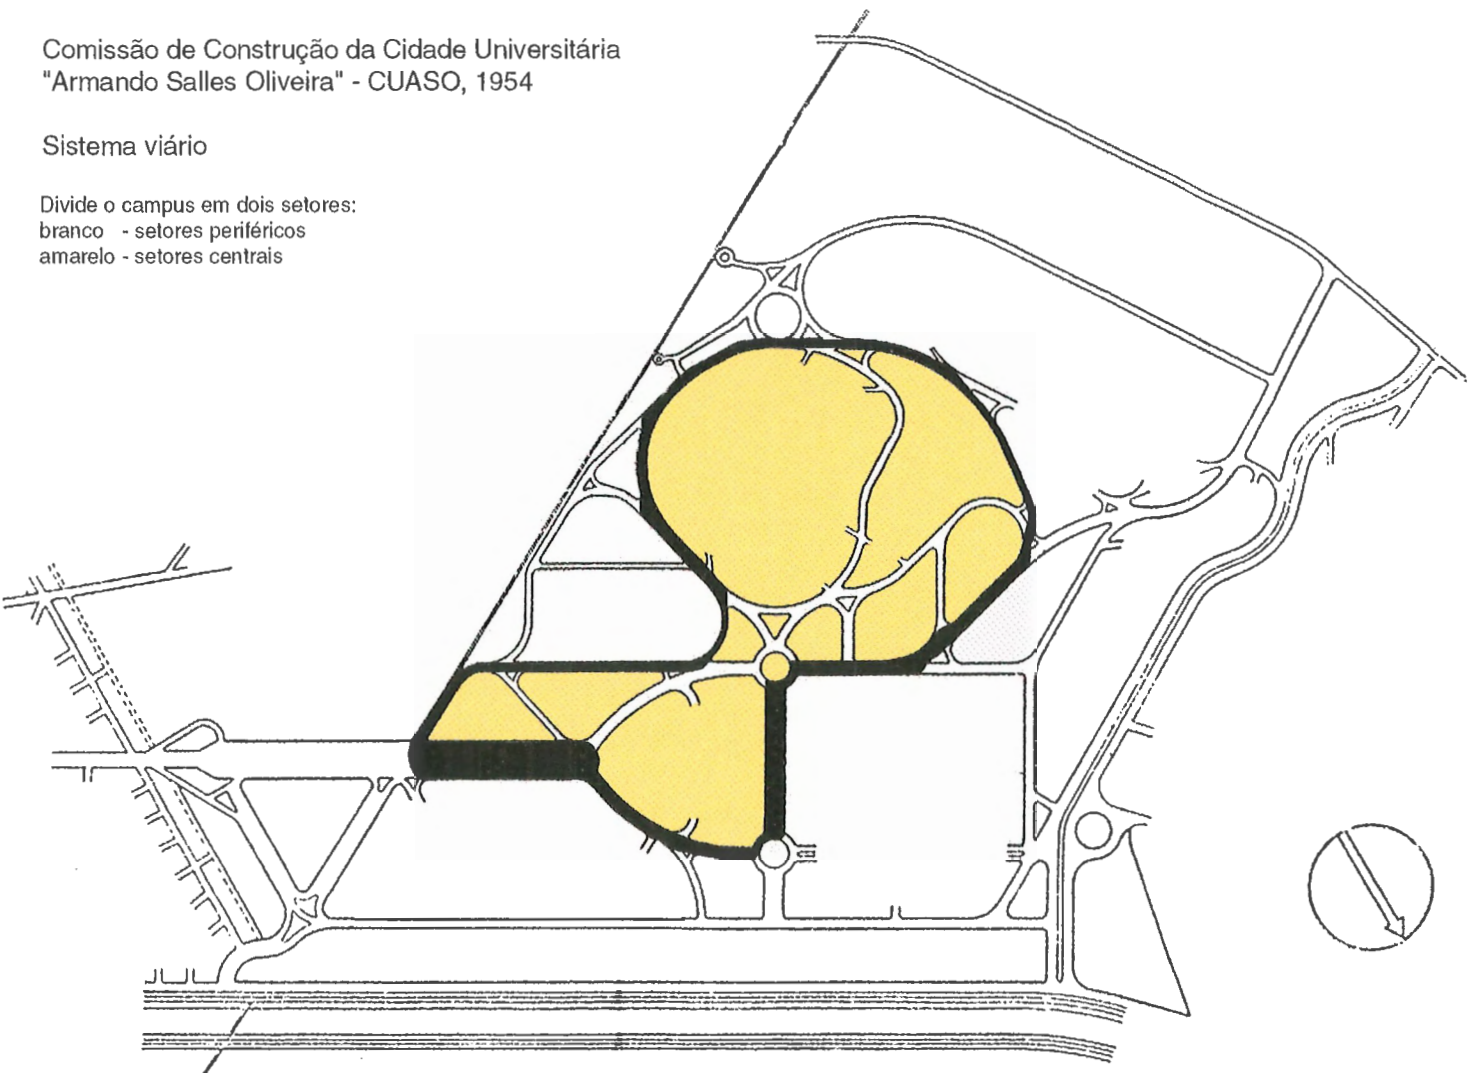 Comissão de Construção da Cidade Universitária
"Armando Salles Oliveira" - CUASO, 1954
Sistema viário
Divide o campus em dois setores:
branco - setores periféricos
amarelo - setores centrais